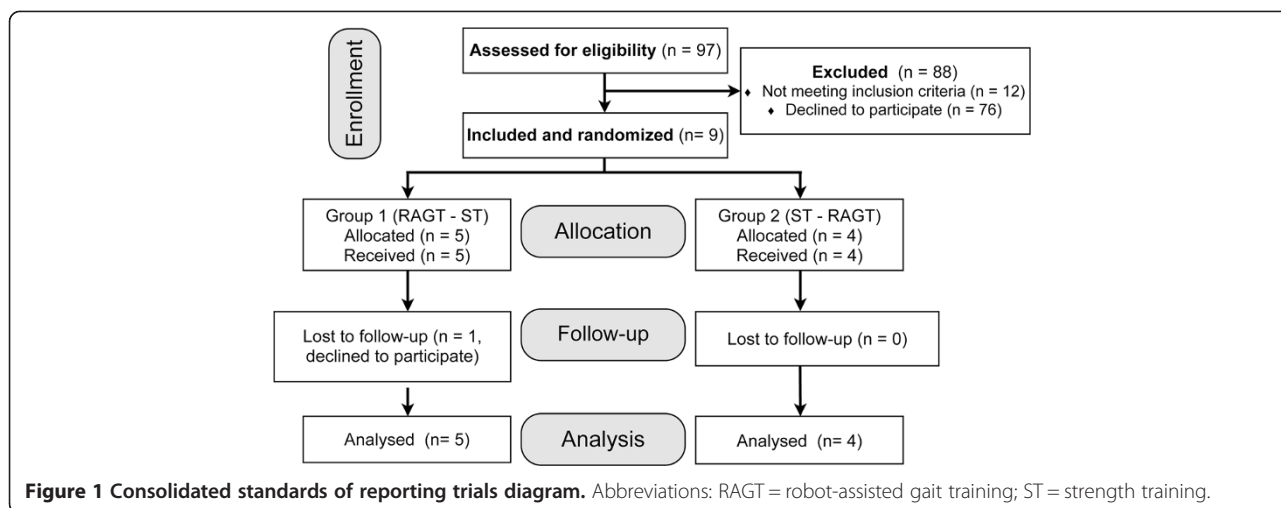 Enrollment
Assessed for eligibility (n = 97)
Excluded (n = 88)
♦ Not meeting inclusion criteria (n = 12)
♦ Declined to participate (n = 76)
Included and randomized (n= 9)
Allocation
Group 1 (RAGT - ST)
Allocated (n = 5)
Received (n = 5)
Group 2 (ST - RAGT)
Allocated (n = 4)
Received (n = 4)
Follow-up
Lost to follow-up (n = 1,
declined to participate)
Lost to follow-up (n = 0)
Analysis
Analysed (n= 5)
Analysed (n= 4)
Figure 1 Consolidated standards of reporting trials diagram. Abbreviations: RAGT = robot-assisted gait training; ST = strength training.